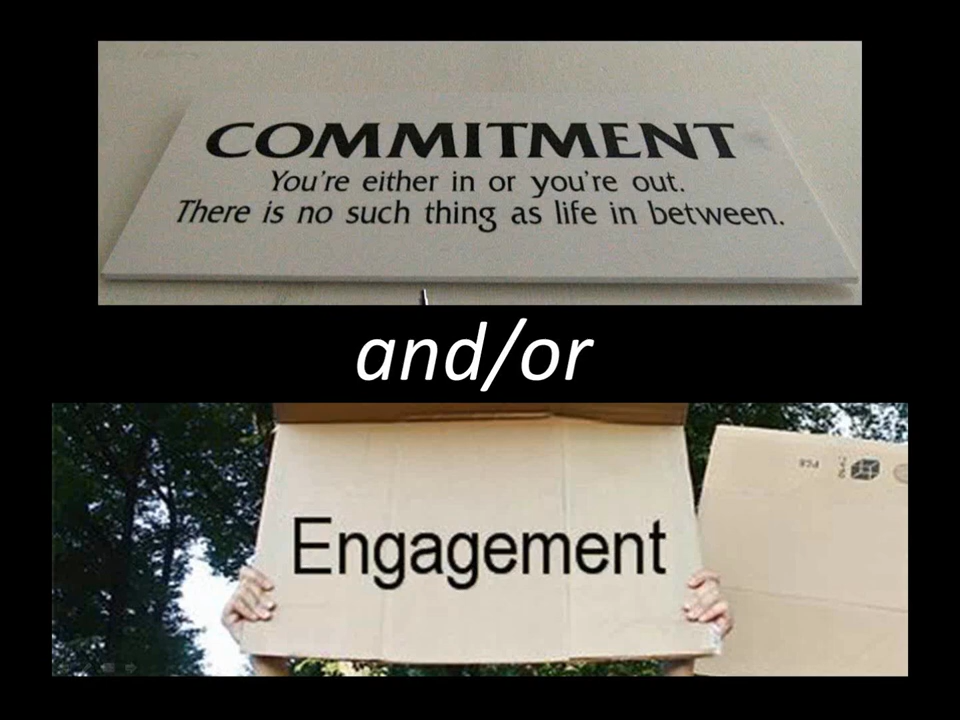 COMMITMENT
You're either in or you're out.
There is no such thing as life in between.
and/or
Engagement